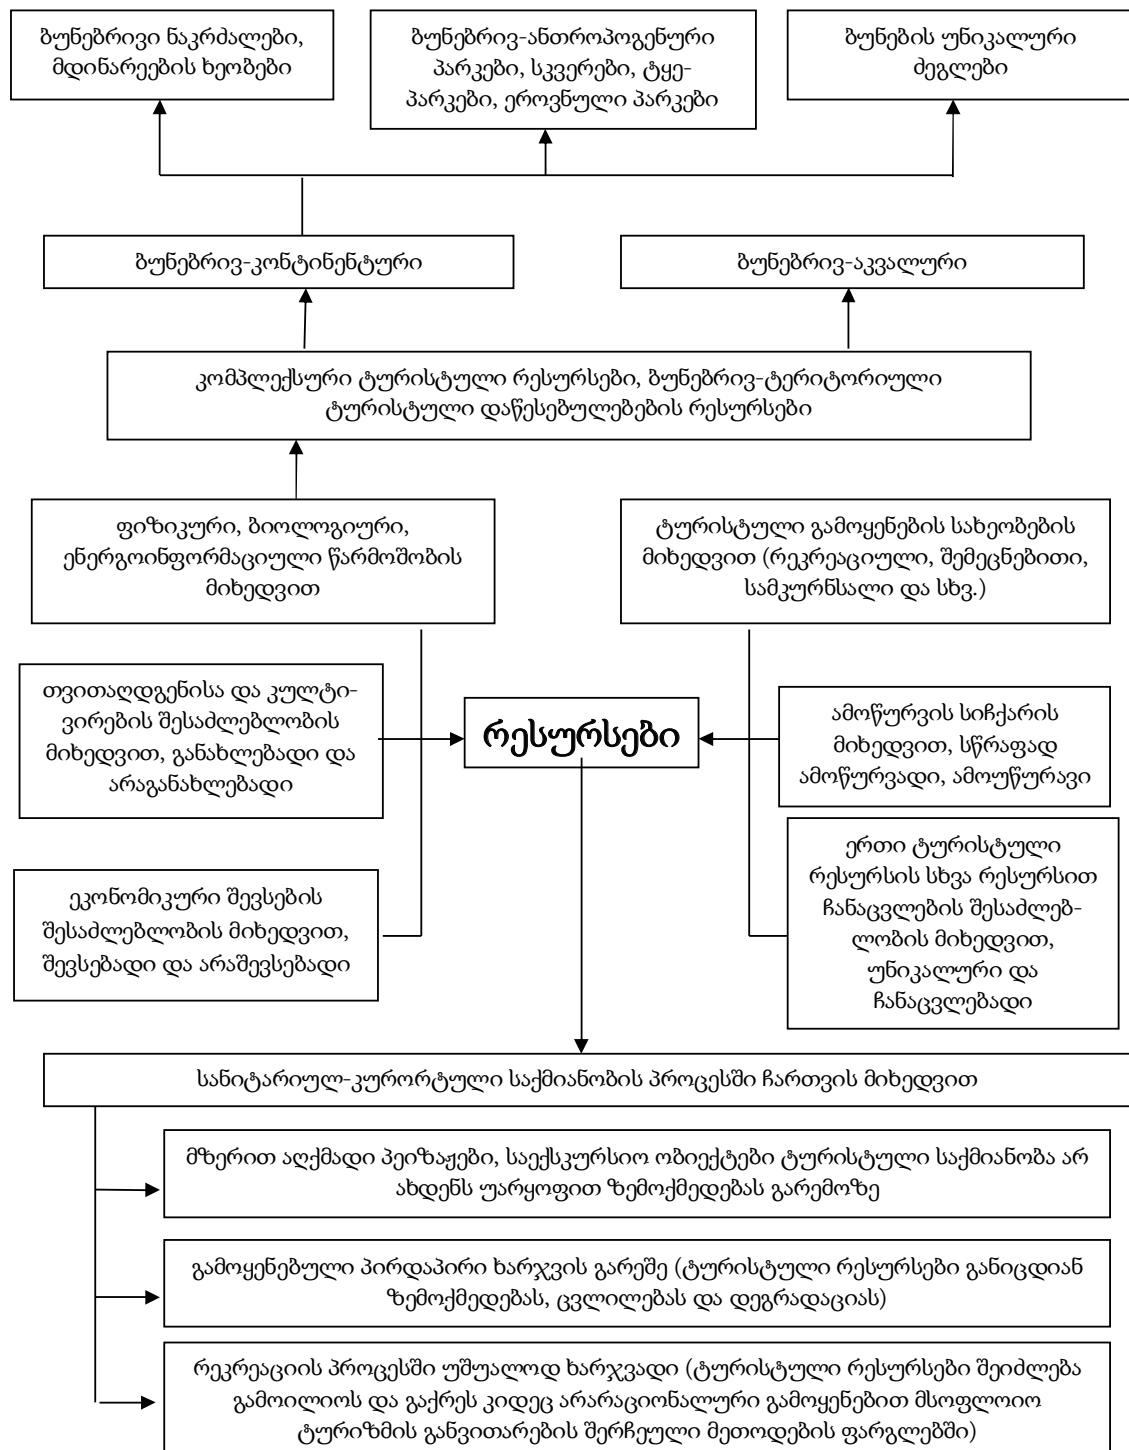 ბუნებრივი ნაკრძალები,
მდინარეების ხეობები
ბუნებრივ-ანთროპოგენური
პარკები, სკვერები, ტყე-
პარკები, ეროვნული პარკები
ბუნების უნიკალური
ძეგლები
ბუნებრივ-კონტინენტური
ბუნებრივ-აკვალური
კომპლექსური ტურისტული რესურსები, ბუნებრივ-ტერიტორიული
ტურისტული დაწესებულებების რესურსები
ფიზიკური, ბიოლოგიური,
ენერგოინფორმაციული წარმოშობის
მიხედვით
ტურისტული გამოყენების სახეობების
მიხედვით (რეკრეაციული, შემეცნებითი,
სამკურნსალი და სხვ.)
თვითაღდგენისა და კულტი-
ვირების შესაძლებლობის
მიხედვით, განახლებადი და
არაგანახლებადი
რესურსები
ამოწურვის სიჩქარის
მიხედვით, სწრაფად
ამოწურვადი, ამოუწურავი
ეკონომიკური შევსების
შესაძლებლობის მიხედვით,
შევსებადი და არაშევსებადი
ერთი ტურისტული
რესურსის სხვა რესურსით
ჩანაცვლების შესაძლებ-
ლობის მიხედვით,
უნიკალური და
ჩანაცვლებადი
სანიტარიულ-კურორტული საქმიანობის პროცესში ჩართვის მიხედვით
მზერით აღქმადი პეიზაჟები, საექსკურსიო ობიექტები ტურისტული საქმიანობა არ
ახდენს უარყოფით ზემოქმედებას გარემოზე
გამოყენებული პირდაპირი ხარჯვის გარეშე (ტურისტული რესურსები განიცდიან
ზემოქმედებას, ცვლილებას და დეგრადაციას)
რეკრეაციის პროცესში უშუალოდ ხარჯვადი (ტურისტული რესურსები შეიძლება
გამოილიოს და გაქრეს კიდეც არარაციონალური გამოყენებით მსოფლოიო
ტურიზმის განვითარების შერჩეული მეთოდების ფარგლებში)